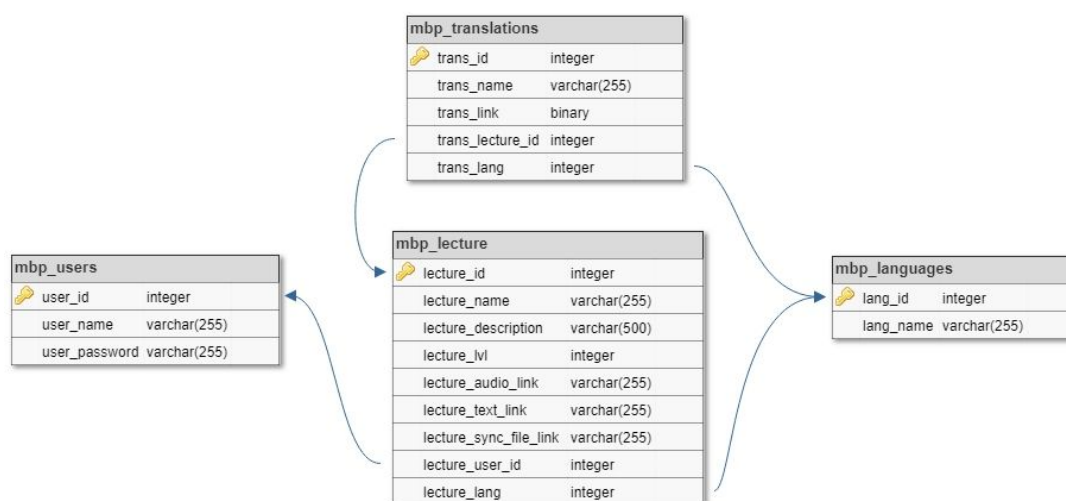 mbp_translations
trans_id integer
trans_name varchar(255)
trans_link binary
trans_lecture_id integer
trans_lang integer
mbp_users
user_id integer
user_name varchar(255)
user_password varchar(255)
mbp_lecture
lecture_id integer
lecture_name varchar(255)
lecture_description varchar(500)
lecture_lvl integer
lecture_audio_link varchar(255)
lecture_text_link varchar(255)
lecture_sync_file_link varchar(255)
lecture_user_id integer
lecture_lang integer
mbp_languages
lang_id integer
lang_name varchar(255)